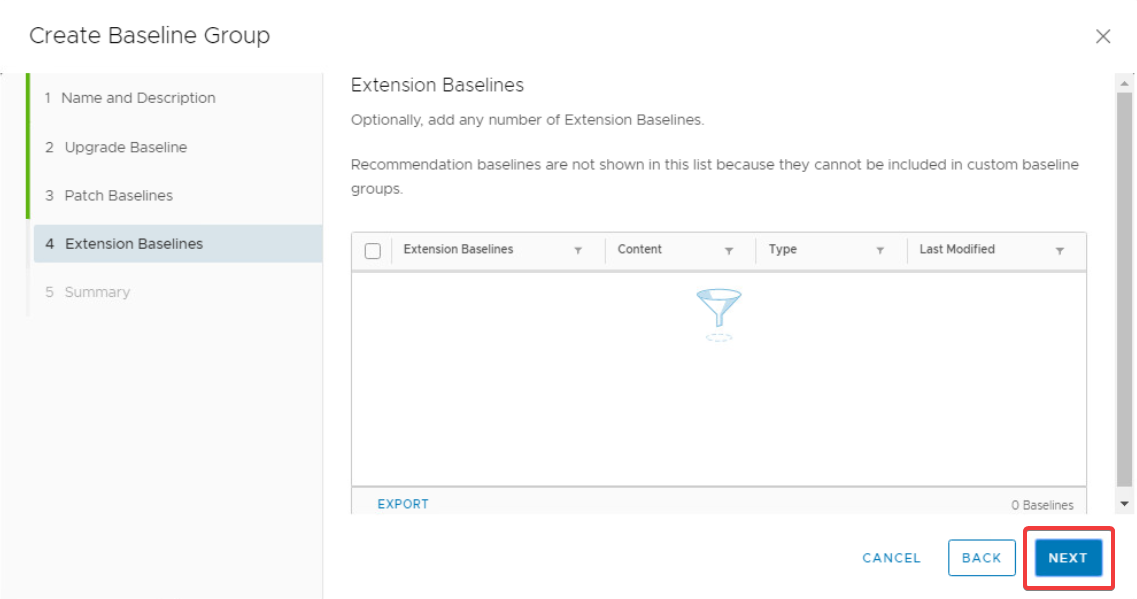 Create Baseline Group
1 Name and Description
2 Upgrade Baseline
3 Patch Baselines
4 Extension Baselines
5 Summary
Extension Baselines
Optionally, add any number of Extension Baselines.
Recommendation baselines are not shown in this list because they cannot be included in custom baseline
groups.
Extension Baselines Content Type Last Modified
EXPORT 0 Baselines
CANCEL BACK NEXT